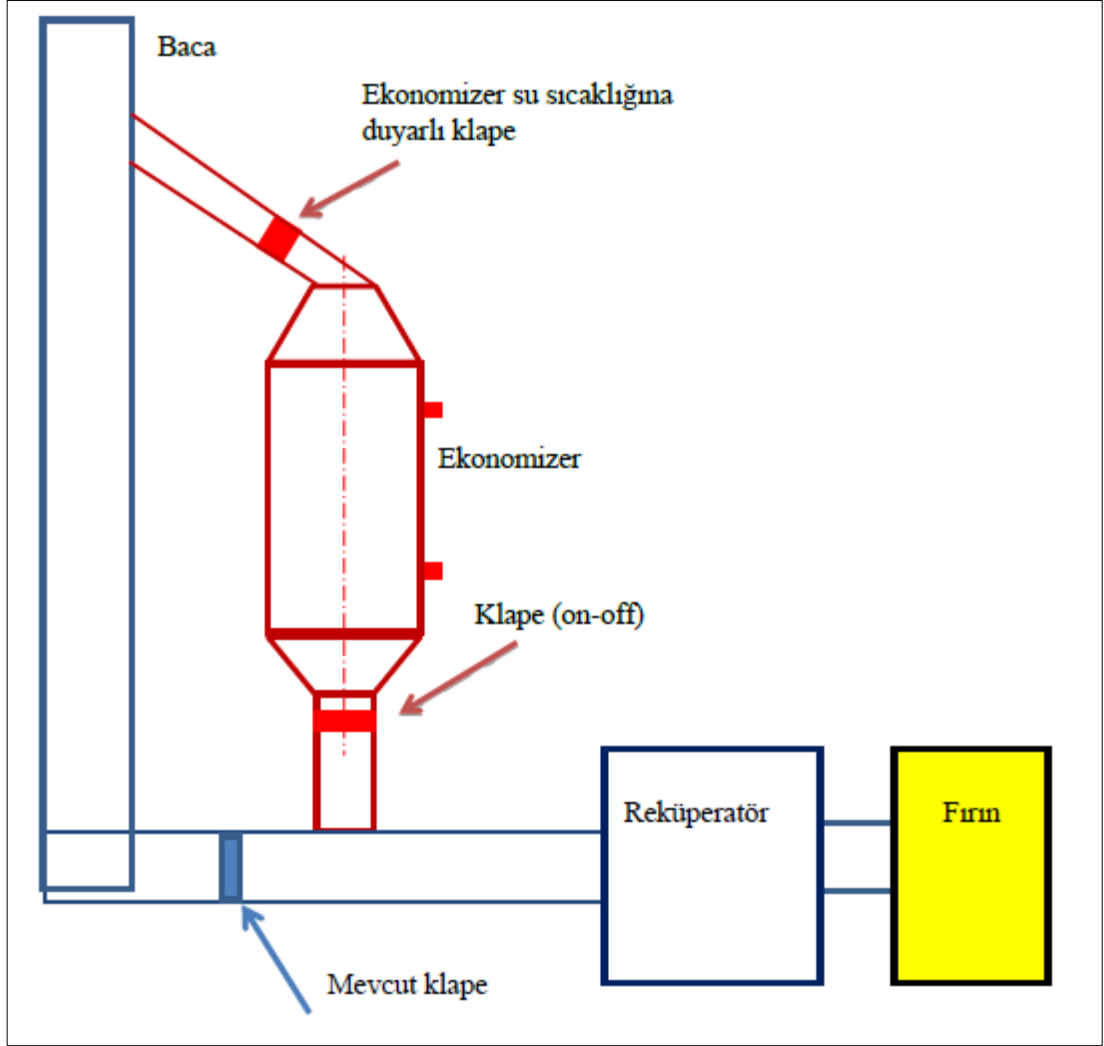 Baca
Ekonomizer su sıcaklığına
duyarlı klape
Ekonomizer
Klape (on-off)
Reküperatör
Fırın
Mevcut klape